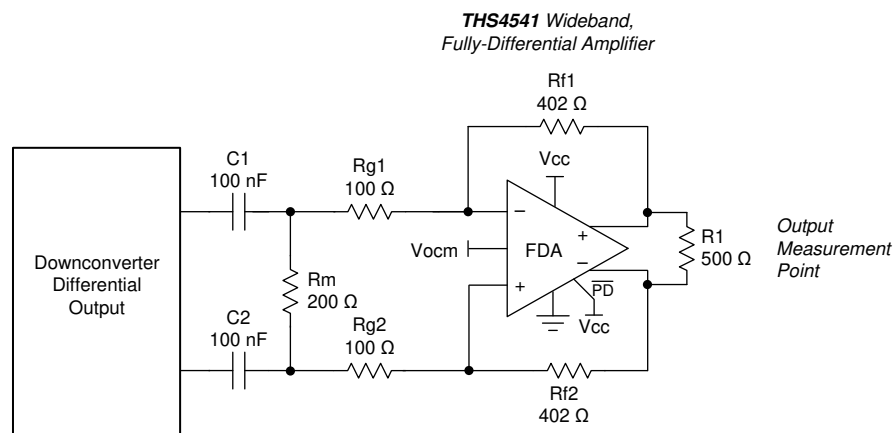 THS4541 Wideband,
Fully-Differential Amplifier
Rf1
402 Ω
C1
100 nF
Rg1
100 Ω
Vcc
−
+
Vocm
FDA
Output
Measurement
Point
R1
500 Ω
Downconverter
Differential
Output
Rm
200 Ω
−
+
PD
Vcc
C2
100 nF
Rg2
100 Ω
Rf2
402 Ω